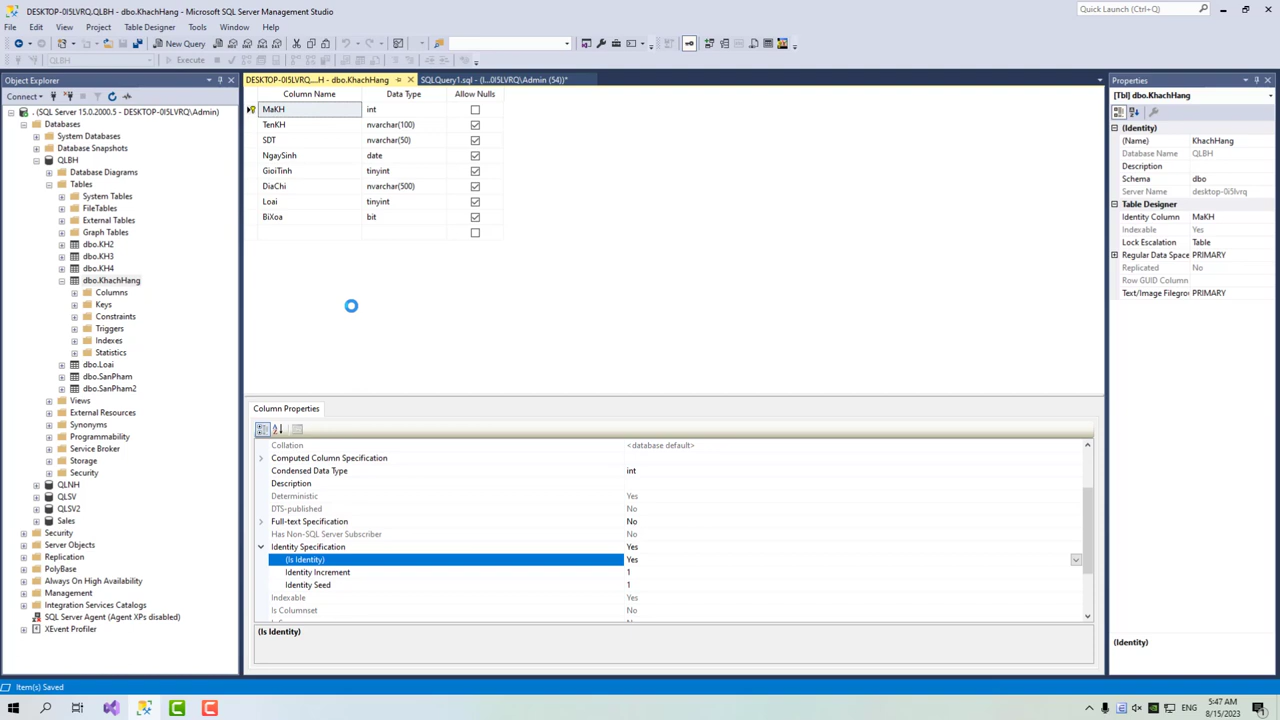 DESKTOP-0I5LVRQ.QLBH - dbo.KhachHang - Microsoft SQL Server Management Studio
Quick Launch (Ctrl+Q)
File Edit View Project Table Designer Tools Window Help
New Query
QLBH Execute
Object Explorer
DESKTOP-0I5LVRQ....H - dbo.KhachHang
SQLQuery1.sql - (l...0I5LVRQ\Admin (54))*
Properties
Connect
Column Name Data Type Allow Nulls
[Tbl] dbo.KhachHang
. (SQL Server 15.0.2000.5 - DESKTOP-0I5LVRQ\Admin)
Databases
System Databases
Database Snapshots
QLBH
Database Diagrams
Tables
System Tables
FileTables
External Tables
Graph Tables
dbo.KH2
dbo.KH3
dbo.KH4
dbo.KhachHang
Columns
Keys
Constraints
Triggers
Indexes
Statistics
dbo.Loai
dbo.SanPham
dbo.SanPham2
Views
External Resources
Synonyms
Programmability
Service Broker
Storage
Security
QLNH
QLSV
QLSV2
Sales
Security
Server Objects
Replication
PolyBase
Always On High Availability
Management
Integration Services Catalogs
SQL Server Agent (Agent XPs disabled)
XEvent Profiler
MaKH int
TenKH nvarchar(100)
SDT nvarchar(50)
NgaySinh date
GioiTinh tinyint
DiaChi nvarchar(500)
Loai tinyint
BiXoa bit
Column Properties
Collation <database default>
Computed Column Specification
Condensed Data Type int
Description
Deterministic Yes
DTS-published No
Full-text Specification No
Has Non-SQL Server Subscriber No
Identity Specification Yes
(Is Identity) Yes
Identity Increment 1
Identity Seed 1
Indexable Yes
Is Columnset No
(Is Identity)
(Identity)
(Name) KhachHang
Database Name QLBH
Description
Schema dbo
Server Name desktop-0i5lvrq
Table Designer
Identity Column MaKH
Indexable Yes
Lock Escalation Table
Regular Data Space PRIMARY
Replicated No
Row GUID Column
Text/Image Filegro PRIMARY
(Identity)
Item(s) Saved
ENG
5:47 AM
8/15/2023